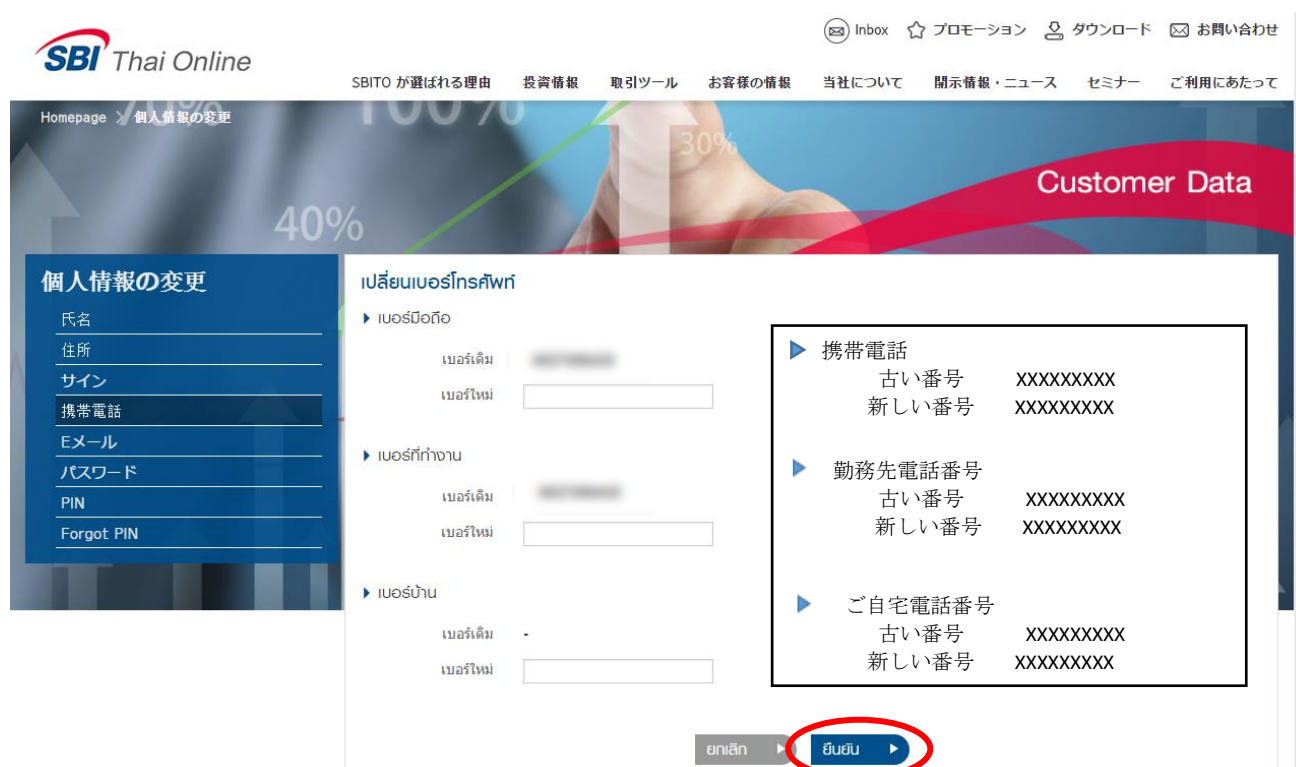 SBI Thai Online
Inbox プロモーション ダウンロード お問い合わせ
SBITO が選ばれる理由 投資情報 取引ツール お客様の情報 当社について 開示情報・ニュース セミナー ご利用にあたって
Homepage 個人情報の変更
70%
100%
30%
40%
Customer Data
個人情報の変更
氏名
住所
サイン
携帯電話
Eメール
パスワード
PIN
Forgot PIN
เปลี่ยนเบอร์โทรศัพท์
เบอร์มือถือ
เบอร์เดิม
เบอร์ใหม่
เบอร์ที่ทำงาน
เบอร์เดิม
เบอร์ใหม่
เบอร์บ้าน
เบอร์เดิม -
เบอร์ใหม่
携帯電話
古い番号 XXXXXXXXX
新しい番号 XXXXXXXXX
勤務先電話番号
古い番号 XXXXXXXXX
新しい番号 XXXXXXXXX
ご自宅電話番号
古い番号 XXXXXXXXX
新しい番号 XXXXXXXXX
ยกเลิก ยืนยัน